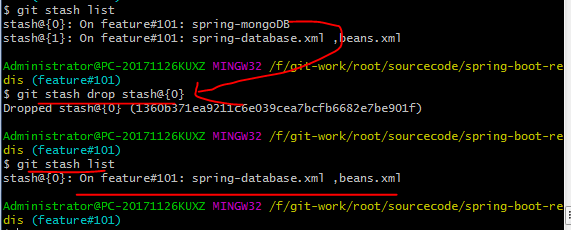 $ git stash list
stash@{0}: On feature#101: spring-mongoDB
stash@{1}: On feature#101: spring-database.xml ,beans.xml
Administrator@PC-20171126KUXZ MINGW32 /f/git-work/root/sourcecode/spring-boot-re
dis (feature#101)
$ git stash drop stash@{0}
Dropped stash@{0} (1360b371ea9211c6e039cea7bcfb6682e7be901f)
Administrator@PC-20171126KUXZ MINGW32 /f/git-work/root/sourcecode/spring-boot-re
dis (feature#101)
$ git stash list
stash@{0}: On feature#101: spring-database.xml ,beans.xml
Administrator@PC-20171126KUXZ MINGW32 /f/git-work/root/sourcecode/spring-boot-re
dis (feature#101)